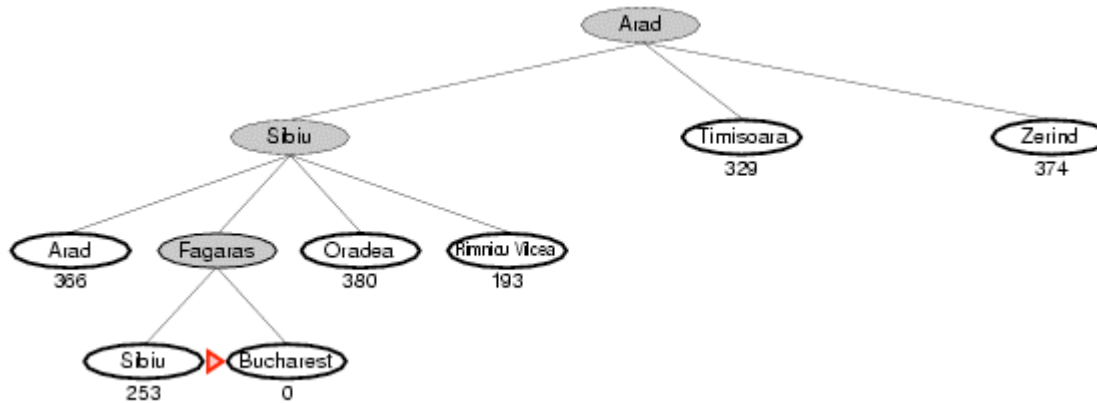 Arad
Sibiu
Timisoara
Zerind
329
374
Arad
Fagaras
Oradea
Rimnicu Vilcea
366
380
193
Sibiu
Bucharest
253
0